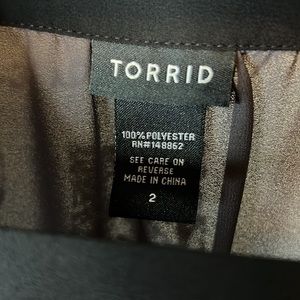 TORRID
100% POLYESTER
RN#148862
SEE CARE ON
REVERSE
MADE IN CHINA
2